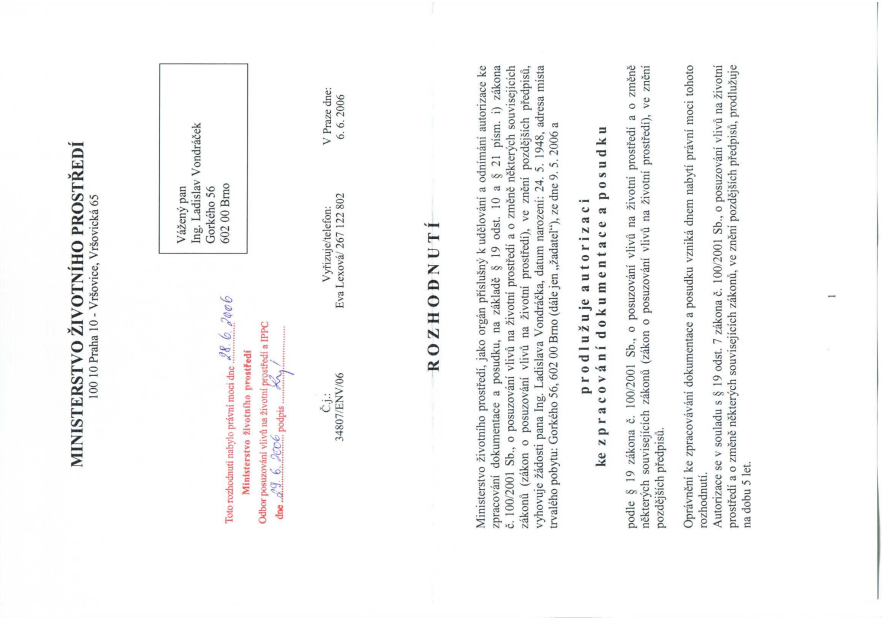 MINISTERSTVO ŽIVOTNÍHO PROSTŘEDÍ
100 10 Praha 10 - Vršovice, Vršovická 65
Vážený pan
Ing. Ladislav Vondráček
Gorkého 56
602 00 Brno
Toto rozhodnutí nabylo právní moci dne 28. 6. 2006
Ministerstvo životního prostředí
Odbor posuzování vlivů na životní prostředí a IPPC
dne 29. 6. 2006 podpis
Č.j.: Vyřizuje/telefon: V Praze dne:
34807/ENV/06 Eva Lexová/ 267 122 802 6. 6. 2006
ROZHODNUTÍ
Ministerstvo životního prostředí, jako orgán příslušný k udělování a odnímání autorizace ke
zpracování dokumentace a posudku, na základě § 19 odst. 10 a § 21 písm. i) zákona
č. 100/2001 Sb., o posuzování vlivů na životní prostředí a o změně některých souvisejících
zákonů (zákon o posuzování vlivů na životní prostředí), ve znění pozdějších předpisů,
vyhovuje žádosti pana Ing. Ladislava Vondráčka, datum narození: 24. 5. 1948, adresa místa
trvalého pobytu: Gorkého 56, 602 00 Brno (dále jen „žadatel“), ze dne 9. 5. 2006 a
prodlužuje autorizaci
ke zpracování dokumentace a posudku
podle § 19 zákona č. 100/2001 Sb., o posuzování vlivů na životní prostředí a o změně
některých souvisejících zákonů (zákon o posuzování vlivů na životní prostředí), ve znění
pozdějších předpisů.
Oprávnění ke zpracovávání dokumentace a posudku vzniká dnem nabytí právní moci tohoto
rozhodnutí.
Autorizace se v souladu s § 19 odst. 7 zákona č. 100/2001 Sb., o posuzování vlivů na životní
prostředí a o změně některých souvisejících zákonů, ve znění pozdějších předpisů, prodlužuje
na dobu 5 let.
1